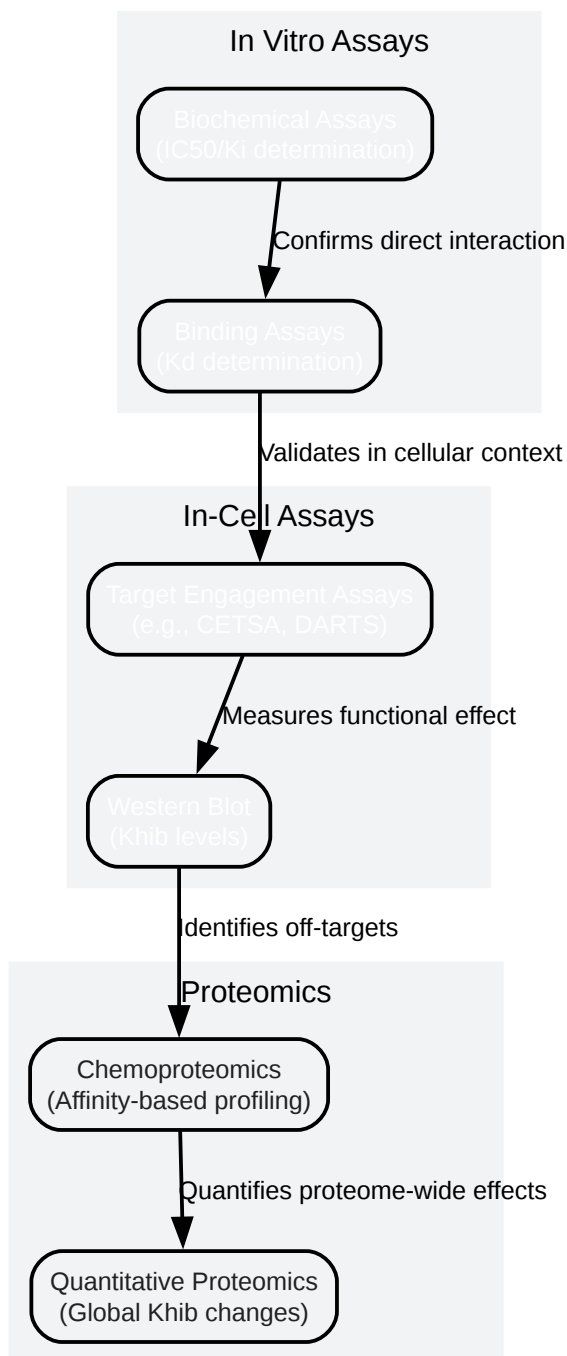 In Vitro Assays
Biochemical Assays
(IC50/Ki determination)
Confirms direct interaction
Binding Assays
(Kd determination)
Validates in cellular context
In-Cell Assays
Target Engagement Assays
(e.g., CETSA, DARTS)
Measures functional effect
Western Blot
(Khib levels)
Identifies off-targets
Proteomics
Chemoproteomics
(Affinity-based profiling)
Quantifies proteome-wide effects
Quantitative Proteomics
(Global Khib changes)